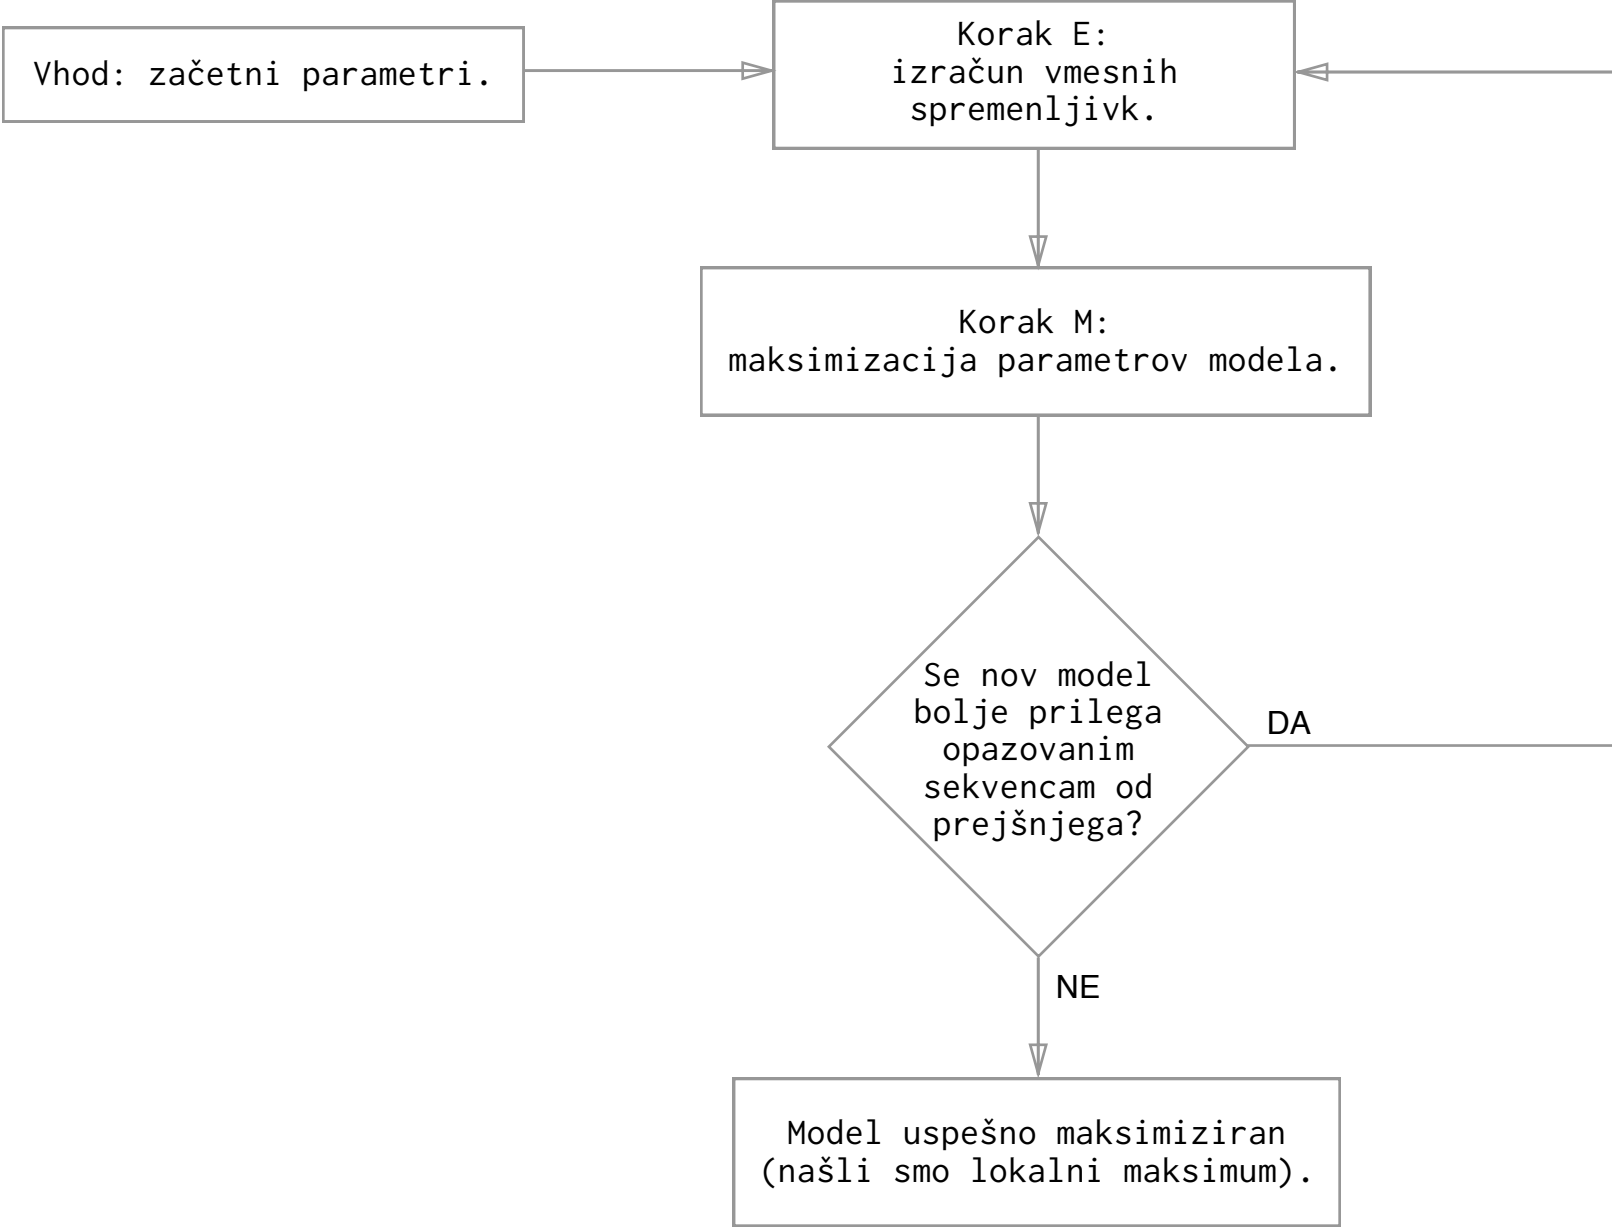 Vhod: začetni parametri.
Korak E:
izračun vmesnih
spremenljivk.
Korak M:
maksimizacija parametrov modela.
Se nov model
bolje prilega
opazovanim
sekvencam od
prejšnjega?
DA
NE
Model uspešno maksimiziran
(našli smo lokalni maksimum).